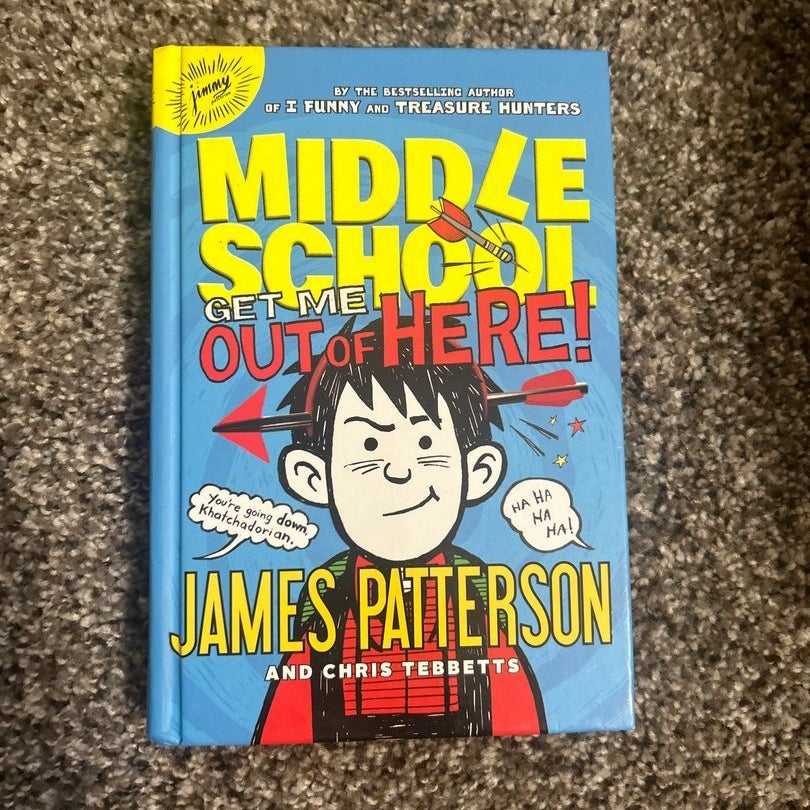 jimmy
BY THE BESTSELLING AUTHOR
OF I FUNNY AND TREASURE HUNTERS
MIDDLE
SCHOOL
GET ME
OUT OF HERE!
You're going down,
Khatchadorian.
HA HA
HA
HA!
JAMES PATTERSON
AND CHRIS TEBBETTS